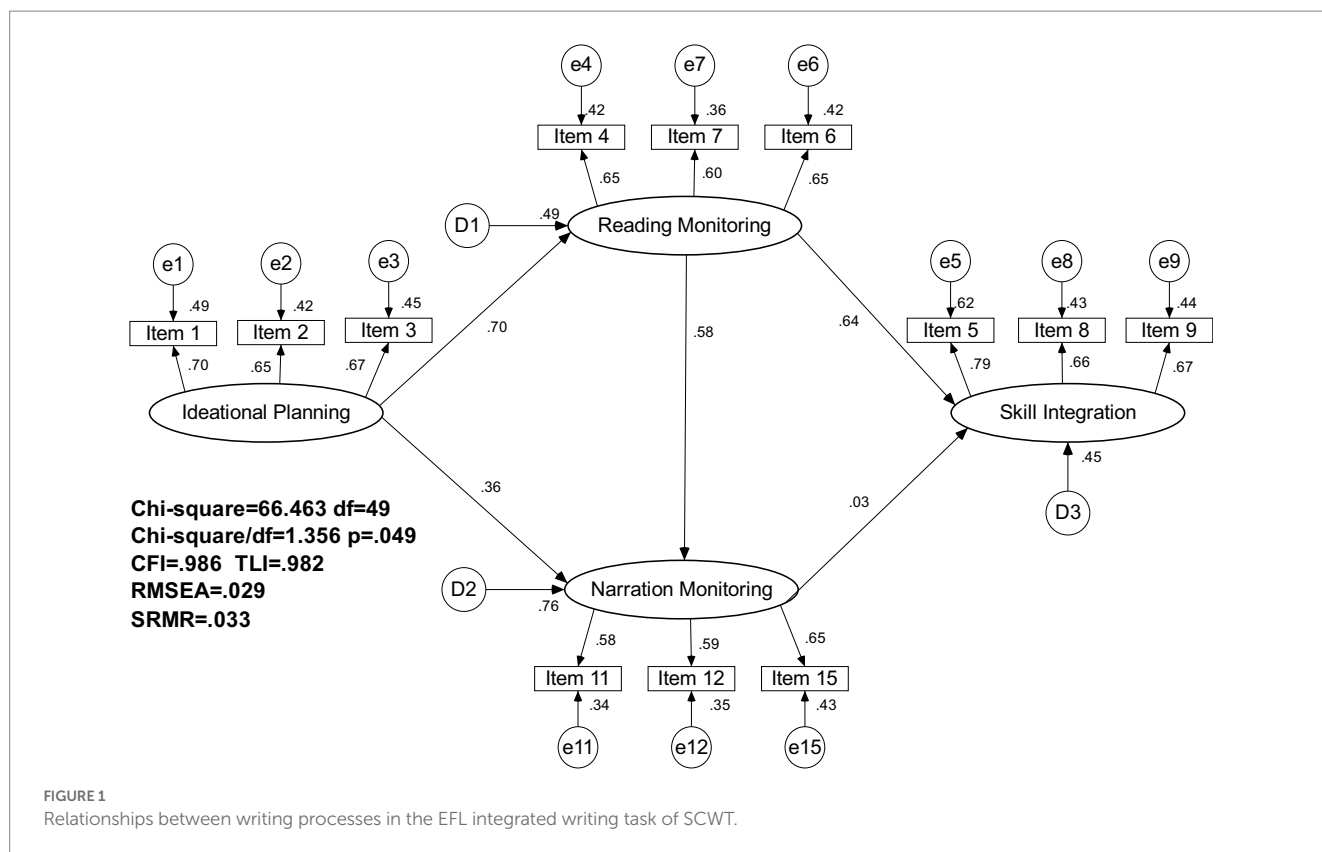 e4 e7 e6
.42 .36 .42
Item 4 Item 7 Item 6
.65 .60 .65
D1 .49 Reading Monitoring
e1 e2 e3 e5 e8 e9
.49 .42 .45 .62 .43 .44
Item 1 Item 2 Item 3 Item 5 Item 8 Item 9
.70 .58 .64
.70 .65 .67 .79 .66 .67
Ideational Planning Skill Integration
.45
.36 .03
D3
Chi-square=66.463 df=49
Chi-square/df=1.356 p=.049
CFI=.986 TLI=.982
RMSEA=.029
SRMR=.033
D2 .76 Narration Monitoring
.58 .59 .65
Item 11 Item 12 Item 15
.34 .35 .43
e11 e12 e15
FIGURE 1
Relationships between writing processes in the EFL integrated writing task of SCWT.